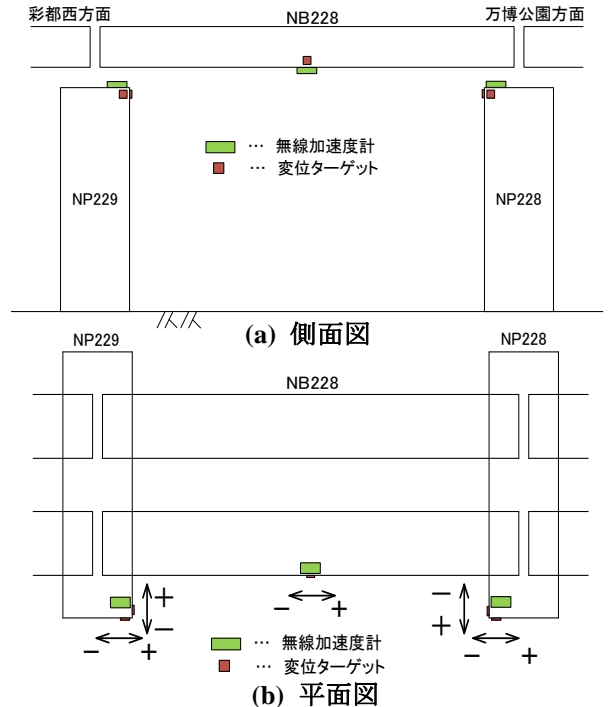 彩都西方面 NB228 万博公園方面
… 無線加速度計
… 変位ターゲット
NP229 NP228
(a) 側面図
NP229 NP228
NB228
+ −
− + − +
− + − +
… 無線加速度計
… 変位ターゲット
(b) 平面図